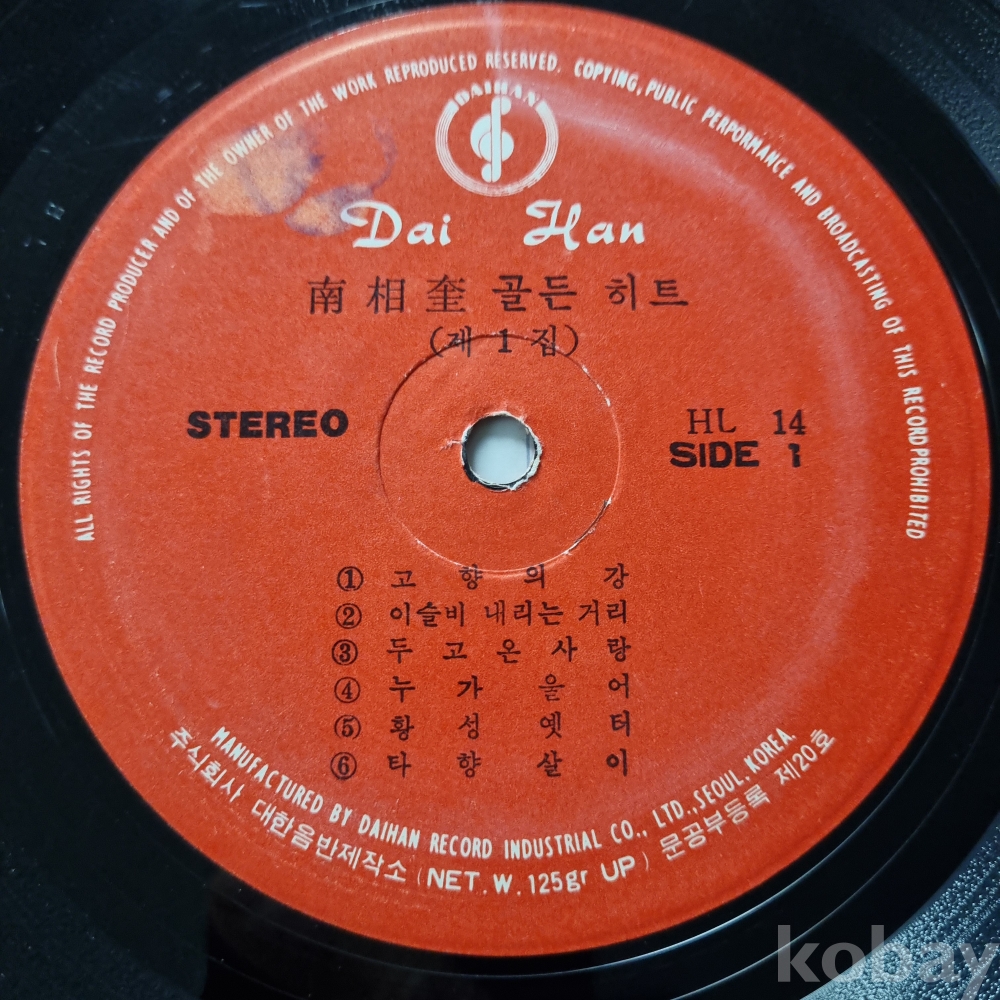 ALL RIGHTS OF THE RECORD PRODUCER AND OF THE OWNER OF THE WORK REPRODUCED RESERVED. COPYING, PUBLIC PERPORMANCE AND BROADCASTING OF THIS RECORD PROHIBITED
DAIHAN
Dai Han
南相奎 골든 히트
(제 1 집)
STEREO
HL 14
SIDE 1
① 고향의 강
② 이슬비 내리는 거리
③ 두고온사랑
④ 누가 울어
⑤ 황성 옛터
⑥ 타향살이
MANUFACTURED BY DAIHAN RECORD INDUSTRIAL CO., LTD., SEOUL, KOREA.
주식회사 대한음반제작소 (NET. W. 125gr UP) 문공부등록 제20호
kobay